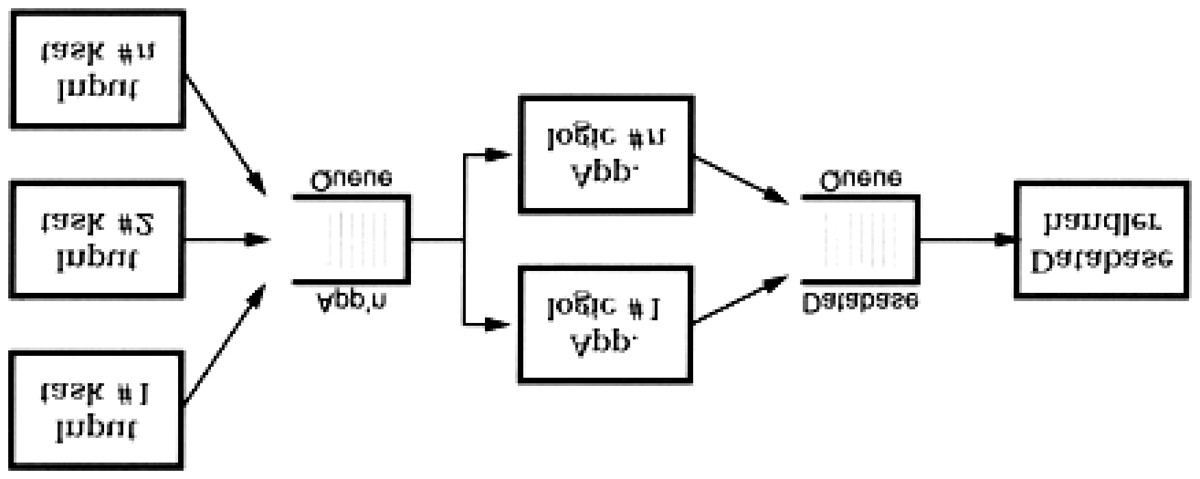 Input
task #1
Input
task #2
Input
task #n
App'n
Queue
App.
logic #1
App.
logic #n
Database
Queue
Database
handler